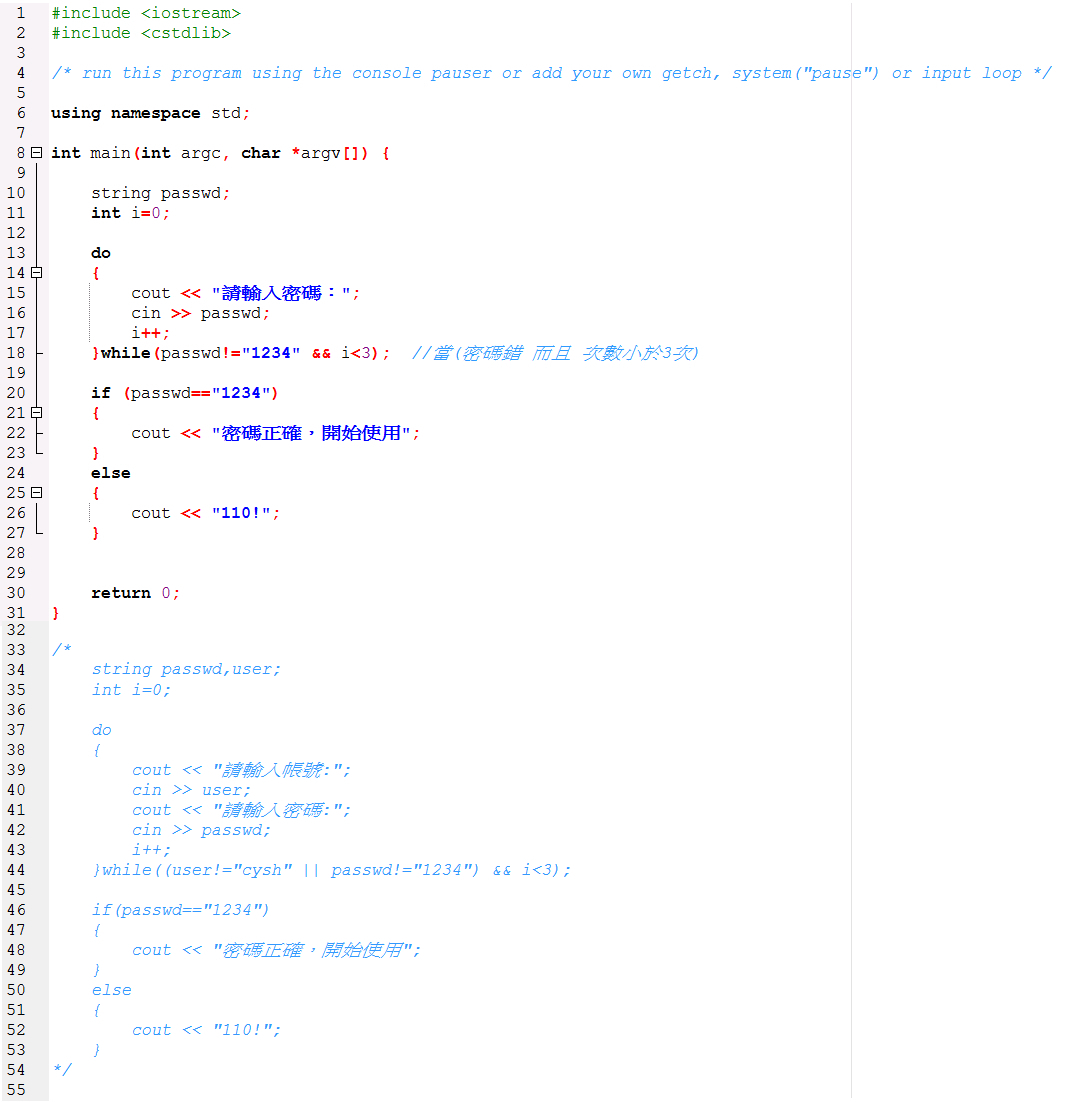 1 #include <iostream>
2 #include <cstdlib>
3
4 /* run this program using the console pauser or add your own getch, system("pause") or input loop */
5
6 using namespace std;
7
8 int main(int argc, char *argv[]) {
9
10     string passwd;
11     int i=0;
12
13     do
14     {
15         cout << "請輸入密碼：";
16         cin >> passwd;
17         i++;
18     }while(passwd!="1234" && i<3);  //當(密碼錯 而且 次數小於3次)
19
20     if (passwd=="1234")
21     {
22         cout << "密碼正確，開始使用";
23     }
24     else
25     {
26         cout << "110!";
27     }
28
29
30     return 0;
31 }
32
33 /*
34     string passwd,user;
35     int i=0;
36
37     do
38     {
39         cout << "請輸入帳號:";
40         cin >> user;
41         cout << "請輸入密碼:";
42         cin >> passwd;
43         i++;
44     }while((user!="cysh" || passwd!="1234") && i<3);
45
46     if(passwd=="1234")
47     {
48         cout << "密碼正確，開始使用";
49     }
50     else
51     {
52         cout << "110!";
53     }
54 */
55